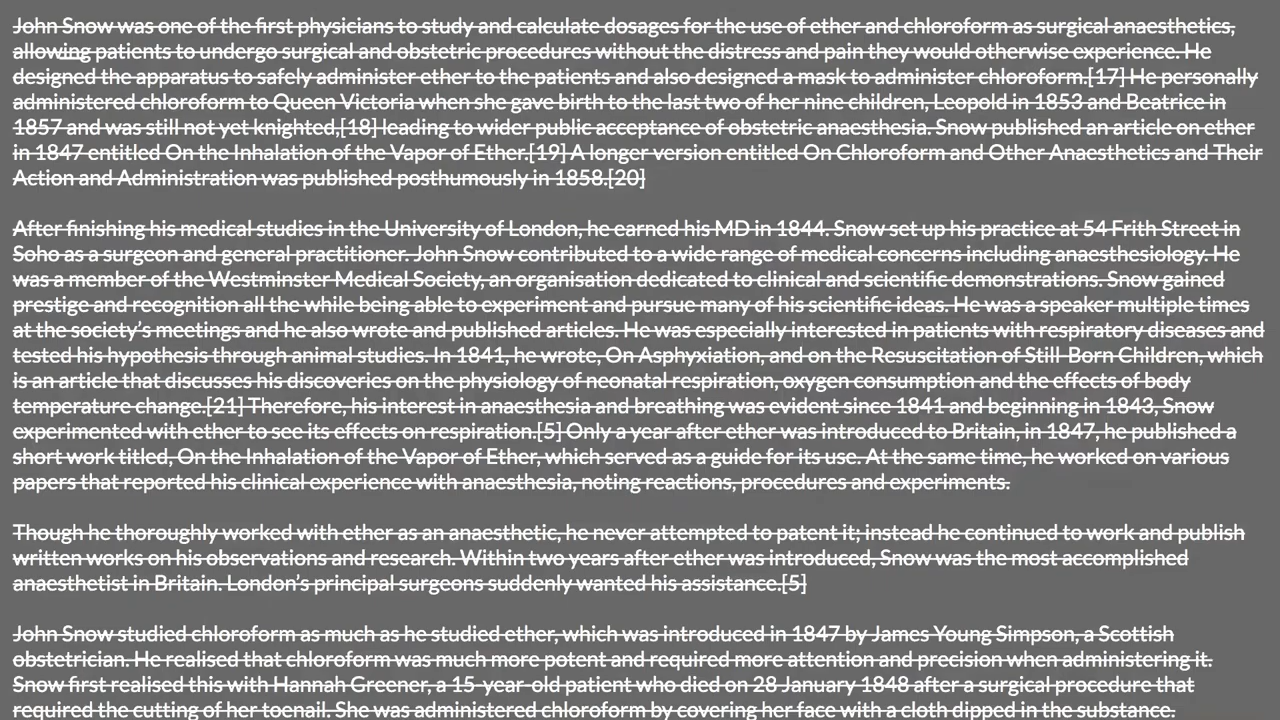 John Snow was one of the first physicians to study and calculate dosages for the use of ether and chloroform as surgical anaesthetics,
allowing patients to undergo surgical and obstetric procedures without the distress and pain they would otherwise experience. He
designed the apparatus to safely administer ether to the patients and also designed a mask to administer chloroform.[17] He personally
administered chloroform to Queen Victoria when she gave birth to the last two of her nine children, Leopold in 1853 and Beatrice in
1857 and was still not yet knighted,[18] leading to wider public acceptance of obstetric anaesthesia. Snow published an article on ether
in 1847 entitled On the Inhalation of the Vapor of Ether.[19] A longer version entitled On Chloroform and Other Anaesthetics and Their
Action and Administration was published posthumously in 1858.[20]
After finishing his medical studies in the University of London, he earned his MD in 1844. Snow set up his practice at 54 Frith Street in
Soho as a surgeon and general practitioner. John Snow contributed to a wide range of medical concerns including anaesthesiology. He
was a member of the Westminster Medical Society, an organisation dedicated to clinical and scientific demonstrations. Snow gained
prestige and recognition all the while being able to experiment and pursue many of his scientific ideas. He was a speaker multiple times
at the society's meetings and he also wrote and published articles. He was especially interested in patients with respiratory diseases and
tested his hypothesis through animal studies. In 1841, he wrote, On Asphyxiation, and on the Resuscitation of Still-Born Children, which
is an article that discusses his discoveries on the physiology of neonatal respiration, oxygen consumption and the effects of body
temperature change.[21] Therefore, his interest in anaesthesia and breathing was evident since 1841 and beginning in 1843, Snow
experimented with ether to see its effects on respiration.[5] Only a year after ether was introduced to Britain, in 1847, he published a
short work titled, On the Inhalation of the Vapor of Ether, which served as a guide for its use. At the same time, he worked on various
papers that reported his clinical experience with anaesthesia, noting reactions, procedures and experiments.
Though he thoroughly worked with ether as an anaesthetic, he never attempted to patent it; instead he continued to work and publish
written works on his observations and research. Within two years after ether was introduced, Snow was the most accomplished
anaesthetist in Britain. London's principal surgeons suddenly wanted his assistance.[5]
John Snow studied chloroform as much as he studied ether, which was introduced in 1847 by James Young Simpson, a Scottish
obstetrician. He realised that chloroform was much more potent and required more attention and precision when administering it.
Snow first realised this with Hannah Greener, a 15-year-old patient who died on 28 January 1848 after a surgical procedure that
required the cutting of her toenail. She was administered chloroform by covering her face with a cloth dipped in the substance.